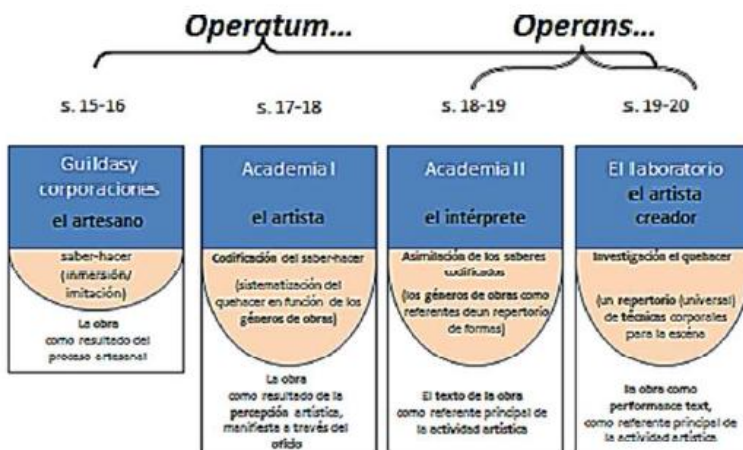 Operatum...
Operans...
s. 15-16
s. 17-18
s. 18-19
s. 19-20
Guildasy
corporaciones
el artesano
saber-hacer
(inmersión/
imitación)
La obra
como resultado del
proceso artesanal
Academia I
el artista
Codificación del saber-hacer
(sistematización del
quehacer en función de los
géneros de obras)
La obra
como resultado de la
percepción artística,
manifiesta a través del
oficio
Academia II
el intérprete
Asimilación de los saberes
codificados
(los géneros de obras como
referentes deun repertorio
de formas)
El texto de la obra
como referente principal de
la actividad artística
El laboratorio
el artista
creador
Investigación el quehacer
(un repertorio (universal)
de técnicas corporales
para la escéna
la obra como
performance text,
como referente principal de
la actividad artística